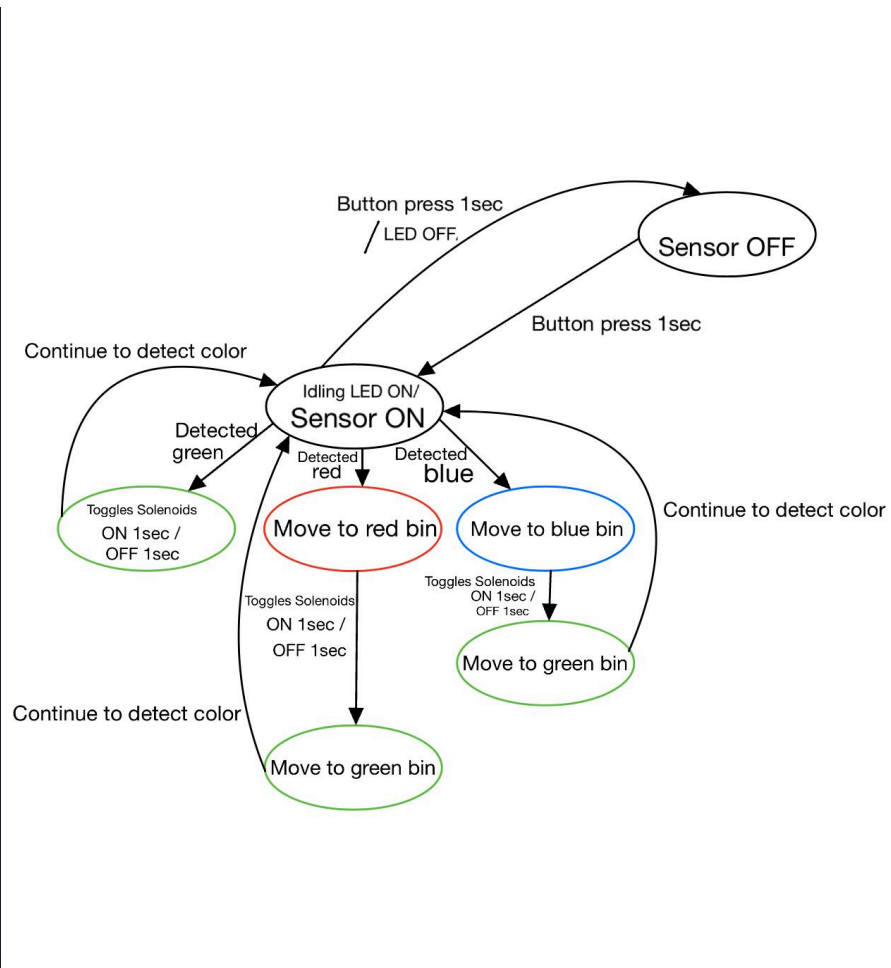 Button press 1sec
/ LED OFF,
Sensor OFF
Button press 1sec
Continue to detect color
Idling LED ON/
Sensor ON
Detected
green
Detected
red
Detected
blue
Toggles Solenoids
ON 1sec /
OFF 1sec
Move to red bin
Move to blue bin
Continue to detect color
Toggles Solenoids
ON 1sec /
OFF 1sec
Toggles Solenoids
ON 1sec /
OFF 1sec
Move to green bin
Continue to detect color
Move to green bin